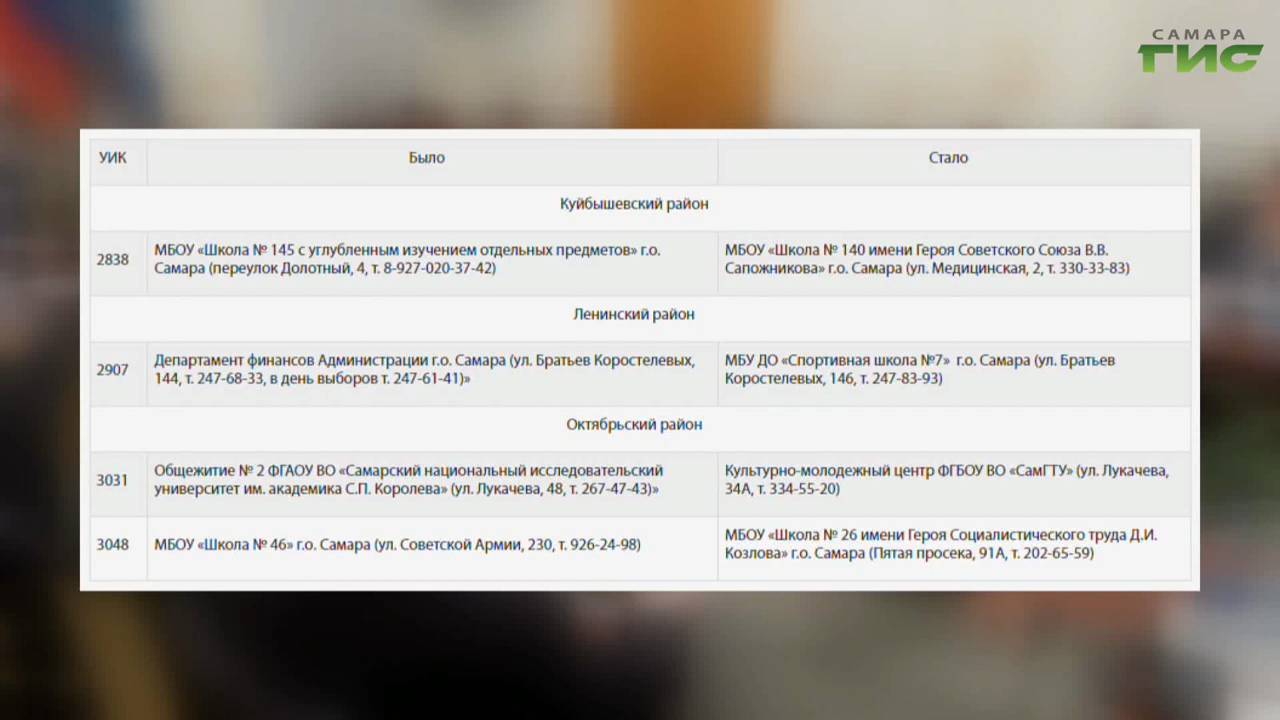 САМАРА
ГИС
УИК Было Стало
Куйбышевский район
2838
МБОУ «Школа № 145 с углубленным изучением отдельных предметов» г.о.
Самара (переулок Долотный, 4, т. 8-927-020-37-42)
МБОУ «Школа № 140 имени Героя Советского Союза В.В.
Сапожникова» г.о. Самара (ул. Медицинская, 2, т. 330-33-83)
Ленинский район
2907
Департамент финансов Администрации г.о. Самара (ул. Братьев Коростелевых,
144, т. 247-68-33, в день выборов т. 247-61-41)»
МБУ ДО «Спортивная школа №7» г.о. Самара (ул. Братьев
Коростелевых, 146, т. 247-83-93)
Октябрьский район
3031
Общежитие № 2 ФГАОУ ВО «Самарский национальный исследовательский
университет им. академика С.П. Королева» (ул. Лукачева, 48, т. 267-47-43)»
Культурно-молодежный центр ФГБОУ ВО «СамГТУ» (ул. Лукачева,
34А, т. 334-55-20)
3048
МБОУ «Школа № 46» г.о. Самара (ул. Советской Армии, 230, т. 926-24-98)
МБОУ «Школа № 26 имени Героя Социалистического труда Д.И.
Козлова» г.о. Самара (Пятая просека, 91А, т. 202-65-59)